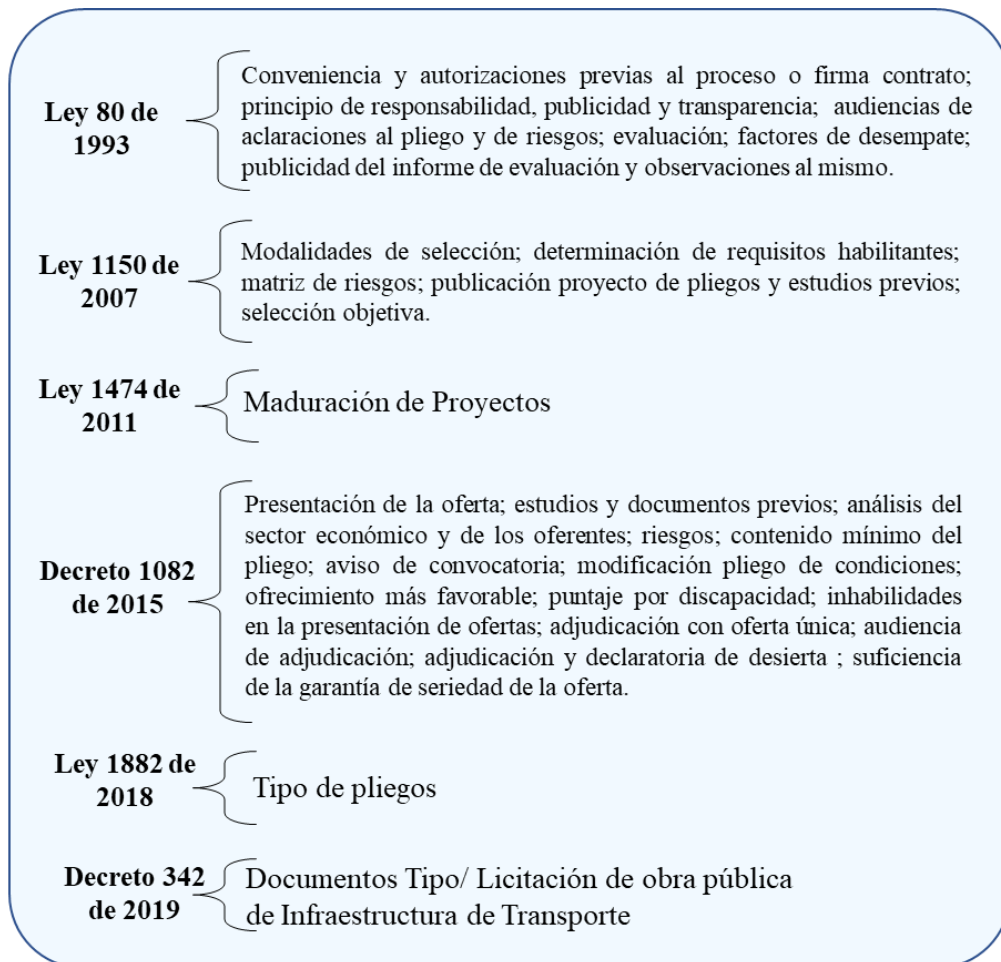 Ley 80 de
1993
Conveniencia y autorizaciones previas al proceso o firma contrato;
principio de responsabilidad, publicidad y transparencia; audiencias de
aclaraciones al pliego y de riesgos; evaluación; factores de desempate;
publicidad del informe de evaluación y observaciones al mismo.
Ley 1150 de
2007
Modalidades de selección; determinación de requisitos habilitantes;
matriz de riesgos; publicación proyecto de pliegos y estudios previos;
selección objetiva.
Ley 1474 de
2011
Maduración de Proyectos
Decreto 1082
de 2015
Presentación de la oferta; estudios y documentos previos; análisis del
sector económico y de los oferentes; riesgos; contenido mínimo del
pliego; aviso de convocatoria; modificación pliego de condiciones;
ofrecimiento más favorable; puntaje por discapacidad; inhabilidades
en la presentación de ofertas; adjudicación con oferta única; audiencia
de adjudicación; adjudicación y declaratoria de desierta ; suficiencia
de la garantía de seriedad de la oferta.
Ley 1882 de
2018
Tipo de pliegos
Decreto 342
de 2019
Documentos Tipo/ Licitación de obra pública
de Infraestructura de Transporte